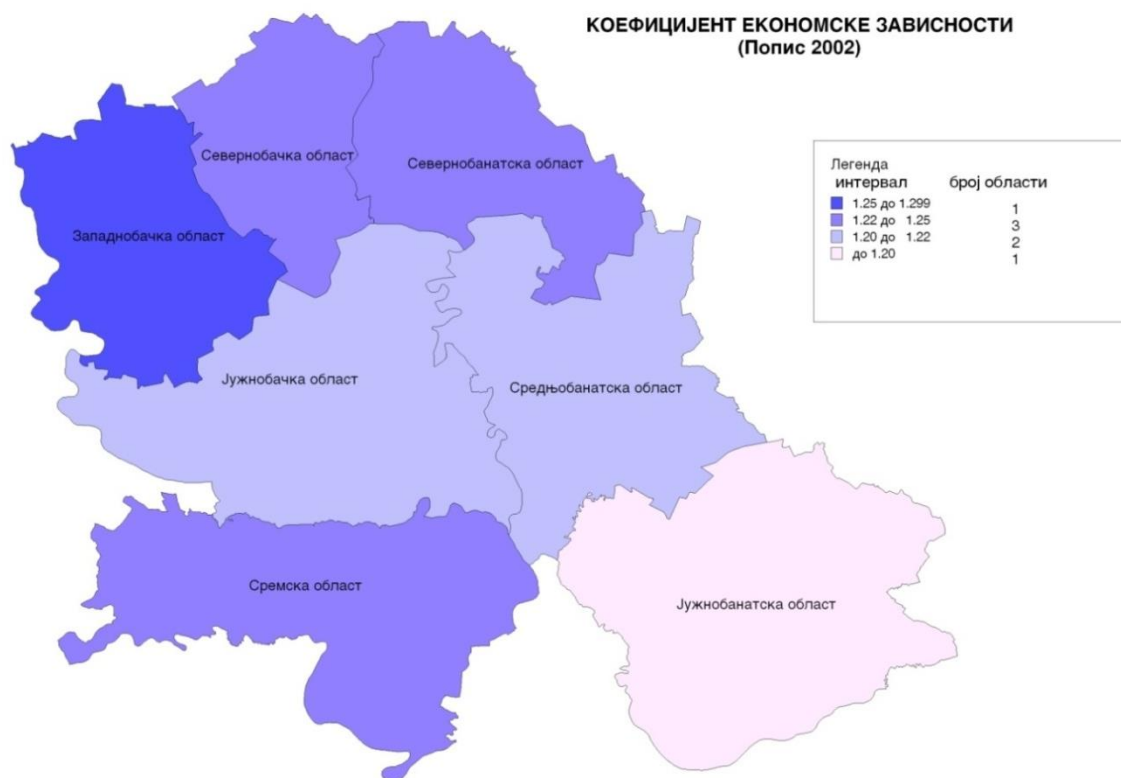 КОЕФИЦИЈЕНТ ЕКОНОМСКЕ ЗАВИСНОСТИ
(Попис 2002)
Севернобачка област
Севернобанатска област
Западнобачка област
Јужнобачка област
Средњобанатска област
Сремска област
Јужнобанатска област
Легенда
интервал број области
1.25 до 1.299 1
1.22 до 1.25 3
1.20 до 1.22 2
до 1.20 1